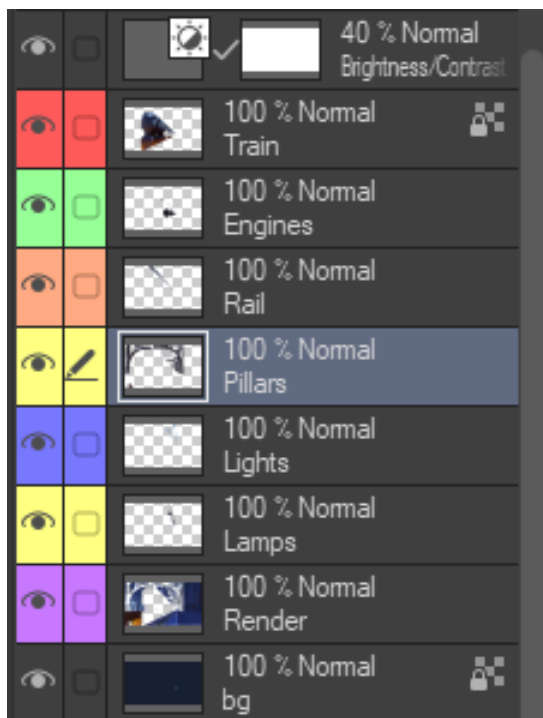 40 % Normal
Brightness/Contrast
100 % Normal
Train
100 % Normal
Engines
100 % Normal
Rail
100 % Normal
Pillars
100 % Normal
Lights
100 % Normal
Lamps
100 % Normal
Render
100 % Normal
bg